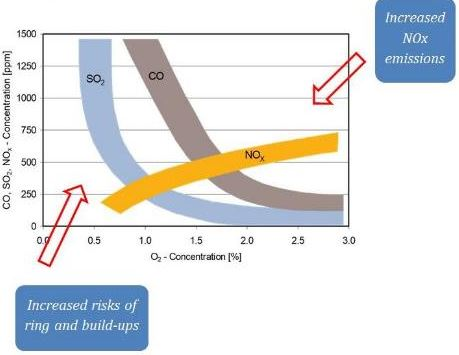 Increased
NOx
emissions
1500
1250
1000
750
500
250
0
CO, SO₂, NOₓ - Concentration [ppm]
SO₂
CO
NOₓ
0.0 0.5 1.0 1.5 2.0 2.5 3.0
O₂ - Concentration [%]
Increased risks of
ring and build-ups